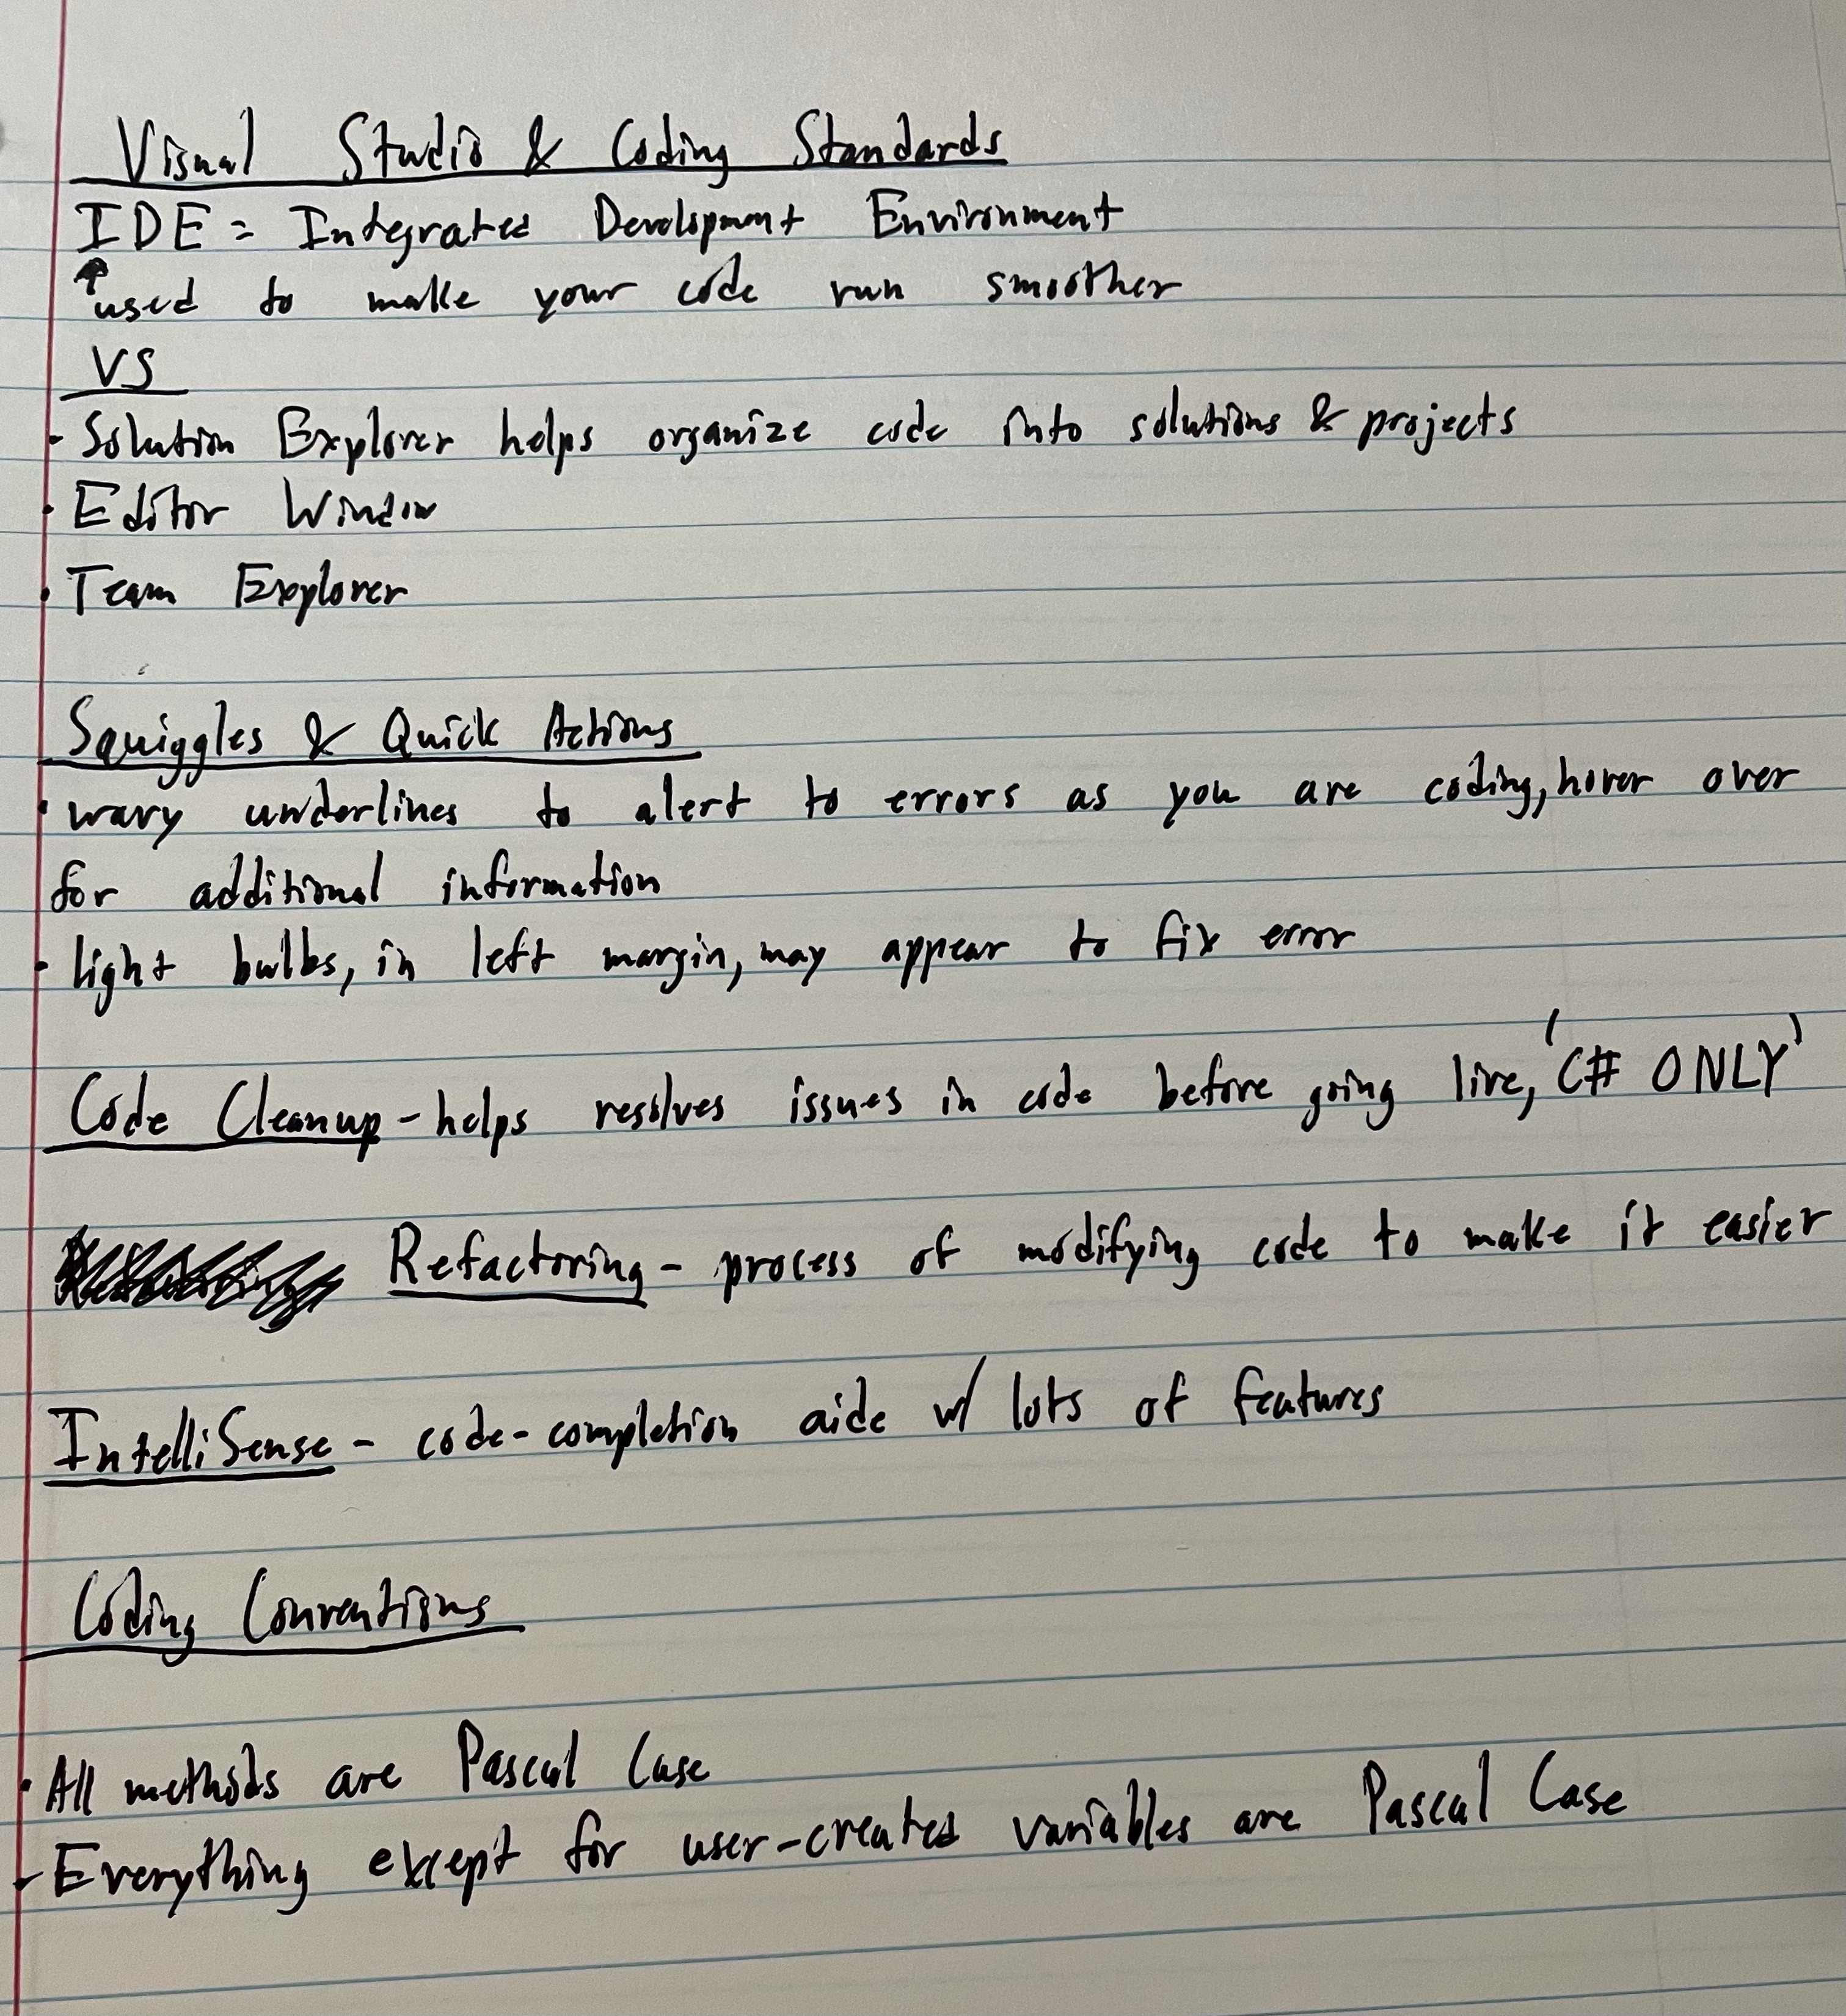 Visual Studio & Coding Standards
IDE = Integrated Development Environment
used to make your code run smoother
VS
- Solution Explorer helps organize code into solutions & projects
· Editor Window
· Team Explorer
Squiggles & Quick Actions
· wavy underlines to alert to errors as you are coding, hover over
for additional information
· light bulbs, in left margin, may appear to fix error
Code Cleanup - helps resolves issues in code before going live, (C# ONLY)
Refactoring - process of modifying code to make it easier
IntelliSense - code-completion aide w/ lots of features
Coding Conventions
· All methods are Pascal Case
- Everything except for user-created variables are Pascal Case